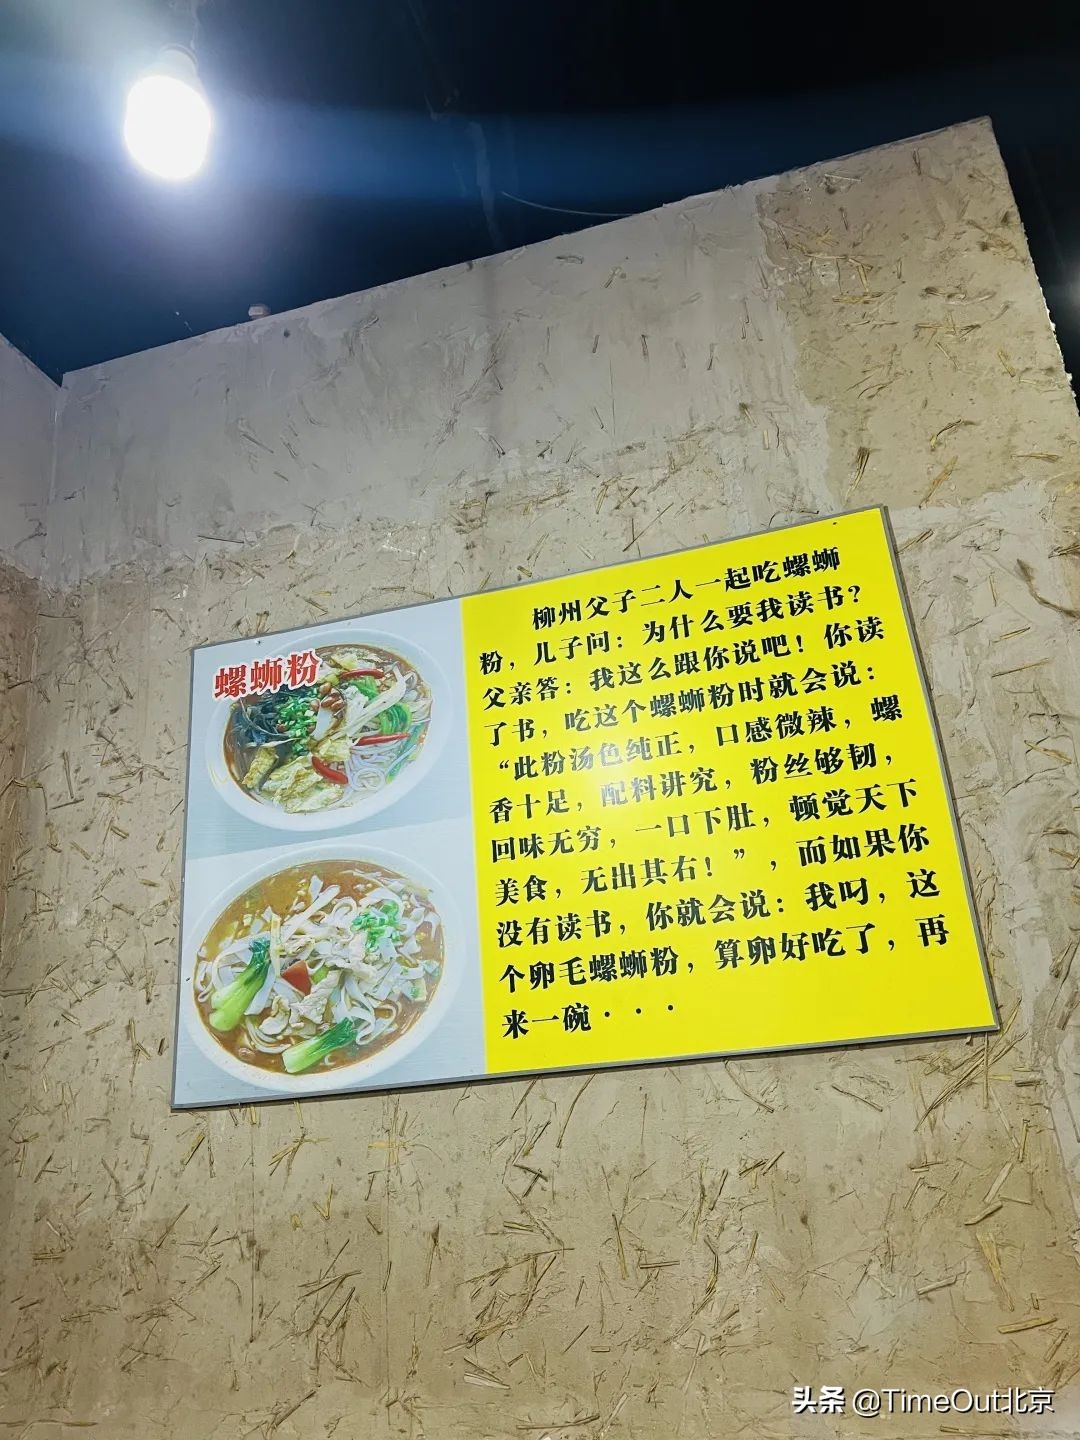 螺蛳粉
柳州父子二人一起吃螺蛳
粉，儿子问：为什么要我读书？
父亲答：我这么跟你说吧！你读
了书，吃这个螺蛳粉时就会说：
“此粉汤色纯正，口感微辣，螺
香十足，配料讲究，粉丝够韧，
回味无穷，一口下肚，顿觉天下
美食，无出其右！”，而如果你
没有读书，你就会说：我叼，这
个卵毛螺蛳粉，算卵好吃了，再
来一碗···
头条 @TimeOut北京